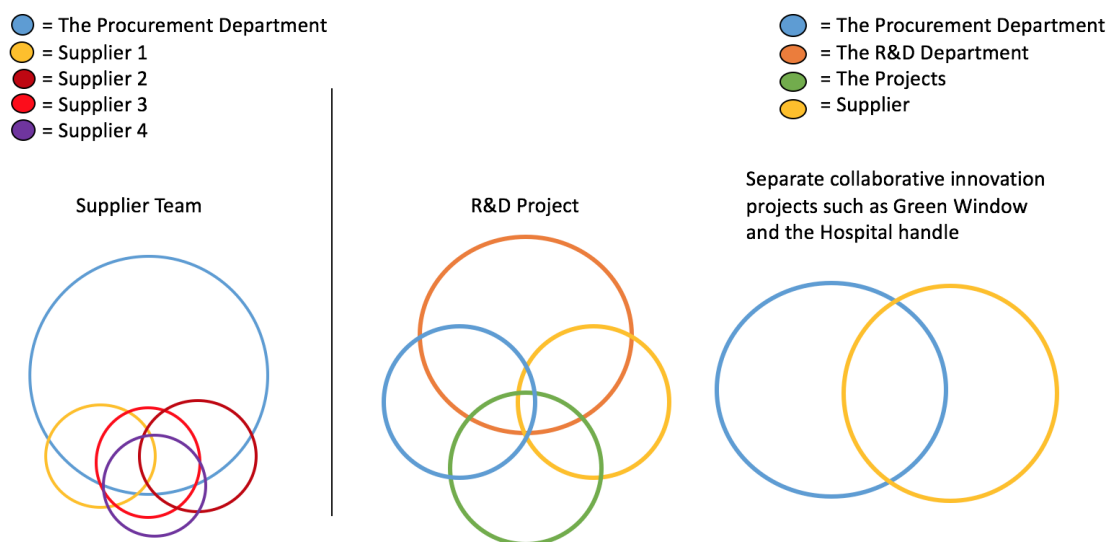 = The Procurement Department
= Supplier 1
= Supplier 2
= Supplier 3
= Supplier 4
= The Procurement Department
= The R&D Department
= The Projects
= Supplier
Supplier Team
R&D Project
Separate collaborative innovation
projects such as Green Window
and the Hospital handle